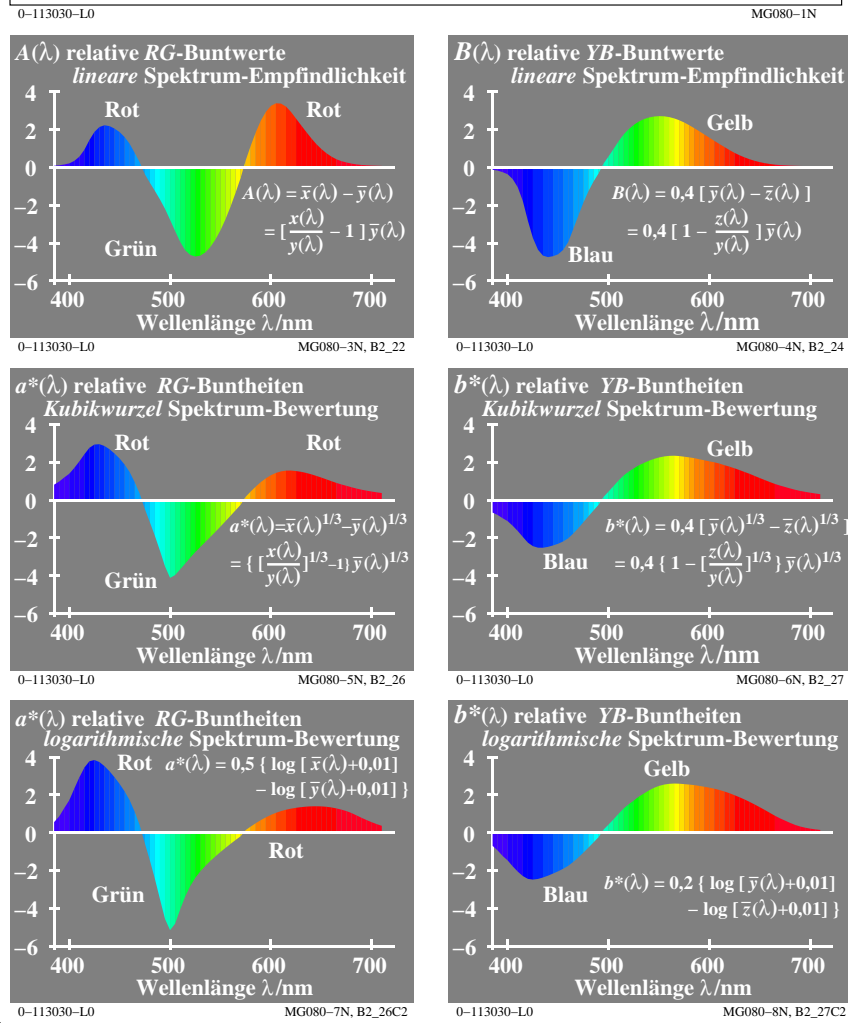 0–113030–L0 MG080–1N
A(λ) relative RG-Buntwerte
lineare Spektrum-Empfindlichkeit
4
Rot Rot
2
0
A(λ) = x̅(λ) – y̅(λ)
–2
= [ x(λ)/y(λ) – 1 ] y̅(λ)
–4
Grün
–6
400 500 600 700
Wellenlänge λ/nm
0–113030–L0 MG080–3N, B2_22
B(λ) relative YB-Buntwerte
lineare Spektrum-Empfindlichkeit
4
Gelb
2
0
B(λ) = 0,4 [ y̅(λ) – z̅(λ) ]
–2
= 0,4 [ 1 – z(λ)/y(λ) ] y̅(λ)
–4
Blau
–6
400 500 600 700
Wellenlänge λ/nm
0–113030–L0 MG080–4N, B2_24
a*(λ) relative RG-Buntheiten
Kubikwurzel Spektrum-Bewertung
4
Rot Rot
2
0
a*(λ)=x̅(λ)1/3–y̅(λ)1/3
–2
= { [ x(λ)/y(λ) ]1/3–1} y̅(λ)1/3
–4
Grün
–6
400 500 600 700
Wellenlänge λ/nm
0–113030–L0 MG080–5N, B2_26
b*(λ) relative YB-Buntheiten
Kubikwurzel Spektrum-Bewertung
4
Gelb
2
0
b*(λ) = 0,4 [ y̅(λ)1/3 – z̅(λ)1/3 ]
–2
= 0,4 { 1 – [ z(λ)/y(λ) ]1/3 } y̅(λ)1/3
Blau
–4
–6
400 500 600 700
Wellenlänge λ/nm
0–113030–L0 MG080–6N, B2_27
a*(λ) relative RG-Buntheiten
logarithmische Spektrum-Bewertung
4
Rot a*(λ) = 0,5 { log [ x̅(λ)+0,01]
– log [ y̅(λ)+0,01] }
2
0
Rot
–2
Grün
–4
–6
400 500 600 700
Wellenlänge λ/nm
0–113030–L0 MG080–7N, B2_26C2
b*(λ) relative YB-Buntheiten
logarithmische Spektrum-Bewertung
4
Gelb
2
0
–2
Blau b*(λ) = 0,2 { log [ y̅(λ)+0,01]
– log [ z̅(λ)+0,01] }
–4
–6
400 500 600 700
Wellenlänge λ/nm
0–113030–L0 MG080–8N, B2_27C2